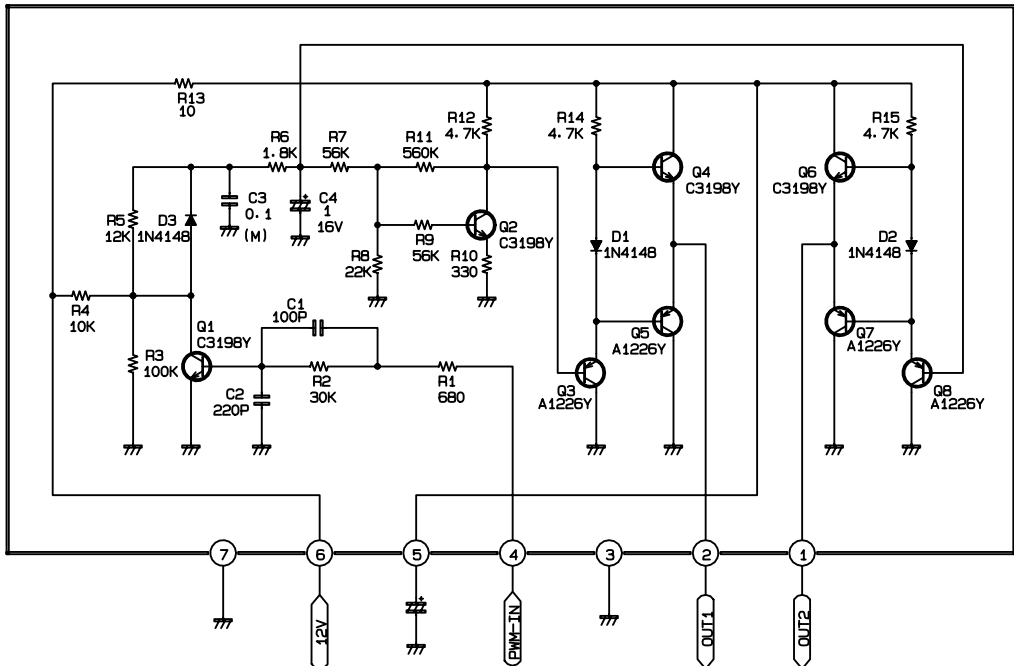 R13
10
R6
1.8K
R7
56K
R11
560K
R12
4.7K
R14
4.7K
R15
4.7K
Q4
C3198Y
Q6
C3198Y
R5
12K
D3
1N4148
C3
0.1
(M)
C4
1
16V
R9
56K
R8
22K
R10
330
Q2
C3198Y
D1
1N4148
D2
1N4148
R4
10K
R3
100K
Q1
C3198Y
C1
100P
R2
30K
R1
680
C2
220P
Q5
A1226Y
Q7
A1226Y
Q3
A1226Y
Q8
A1226Y
7
6
5
4
3
2
1
12V
PWM-IN
OUT1
OUT2